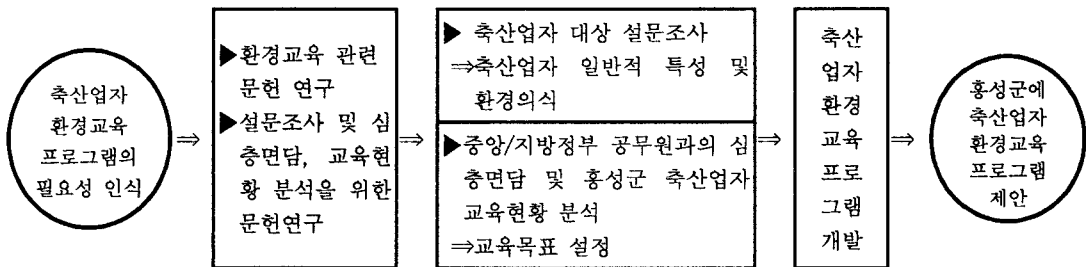 축산업자
환경교육
프로그램의
필요성 인식
⇒
▶환경교육 관련
문헌 연구
▶설문조사 및 심
층면담, 교육현
황 분석을 위한
문헌연구
⇒
▶ 축산업자 대상 설문조사
⇒축산업자 일반적 특성 및
환경의식
▶중앙/지방정부 공무원과의 심
층면담 및 홍성군 축산업자
교육현황 분석
⇒교육목표 설정
⇒
축산
업자
환경
교육
프로
그램
개발
⇒
홍성군에
축산업자
환경교육
프로그램
제안